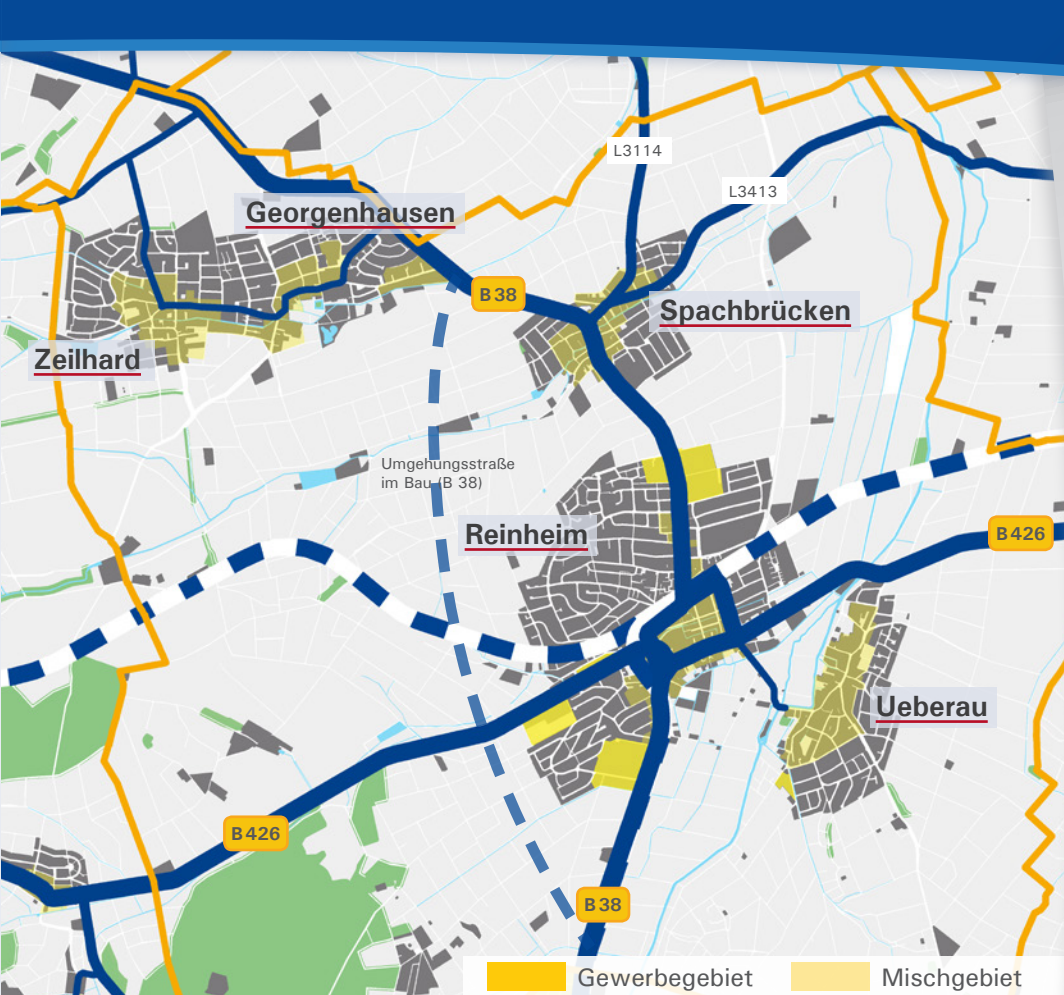 L3114
L3413
Georgenhausen
B 38
Spachbrücken
Zeilhard
Umgehungsstraße
im Bau (B 38)
Reinheim
B 426
Ueberau
B 426
B 38
Gewerbegebiet
Mischgebiet